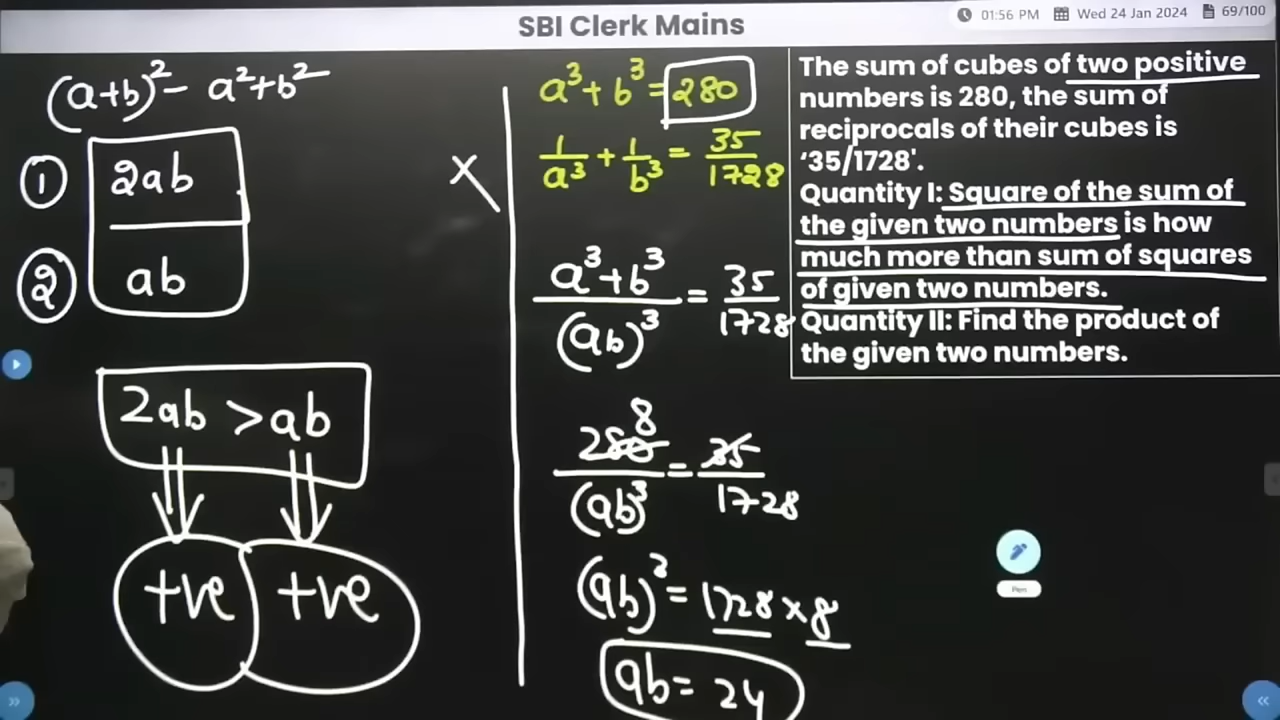 SBI Clerk Mains
01:56 PM Wed 24 Jan 2024 69/100
(a+b)² - a²+b²
① 2ab
② ab
2ab > ab
+ve +ve
x
a³+b³ = 280
1/a³ + 1/b³ = 35/1728
a³+b³/(ab)³ = 35/1728
280/(ab)³ = 35/1728
8
(ab)³ = 1728 × 8
ab = 24
The sum of cubes of two positive
numbers is 280, the sum of
reciprocals of their cubes is
‘35/1728'.
Quantity I: Square of the sum of
the given two numbers is how
much more than sum of squares
of given two numbers.
Quantity II: Find the product of
the given two numbers.
Pen